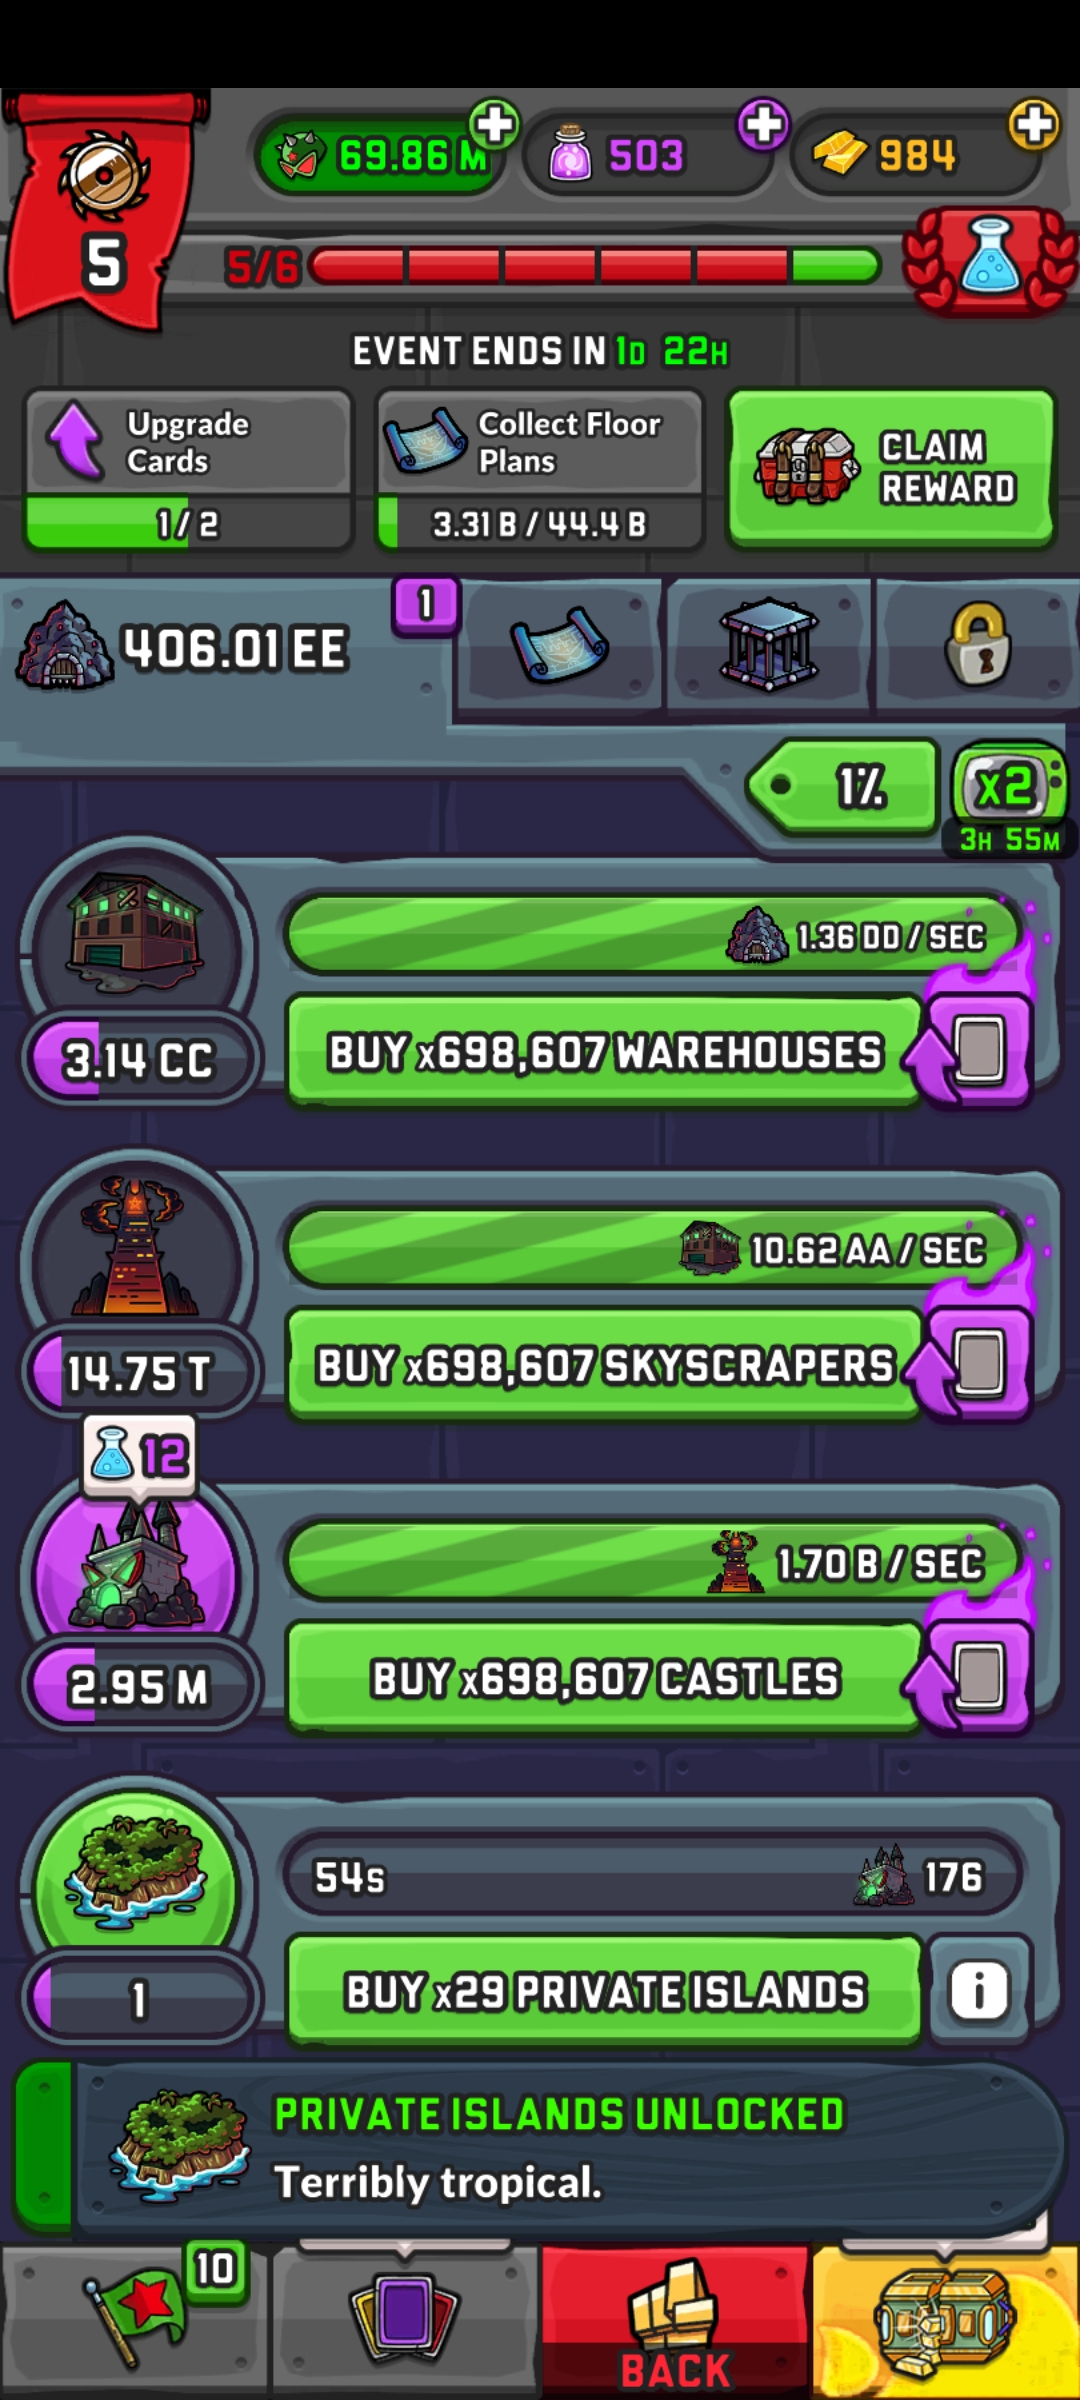 69.86 M
503
984
5
5/6
EVENT ENDS IN 1D 22H
Upgrade
Cards
1 / 2
Collect Floor
Plans
3.31 B / 44.4 B
CLAIM
REWARD
406.01 EE
1
1%
x2
3H 55M
1.36 DD / SEC
3.14 CC
BUY x698,607 WAREHOUSES
10.62 AA / SEC
14.75 T
BUY x698,607 SKYSCRAPERS
12
1.70 B / SEC
2.95 M
BUY x698,607 CASTLES
54s
176
1
BUY x29 PRIVATE ISLANDS
i
PRIVATE ISLANDS UNLOCKED
Terribly tropical.
10
BACK